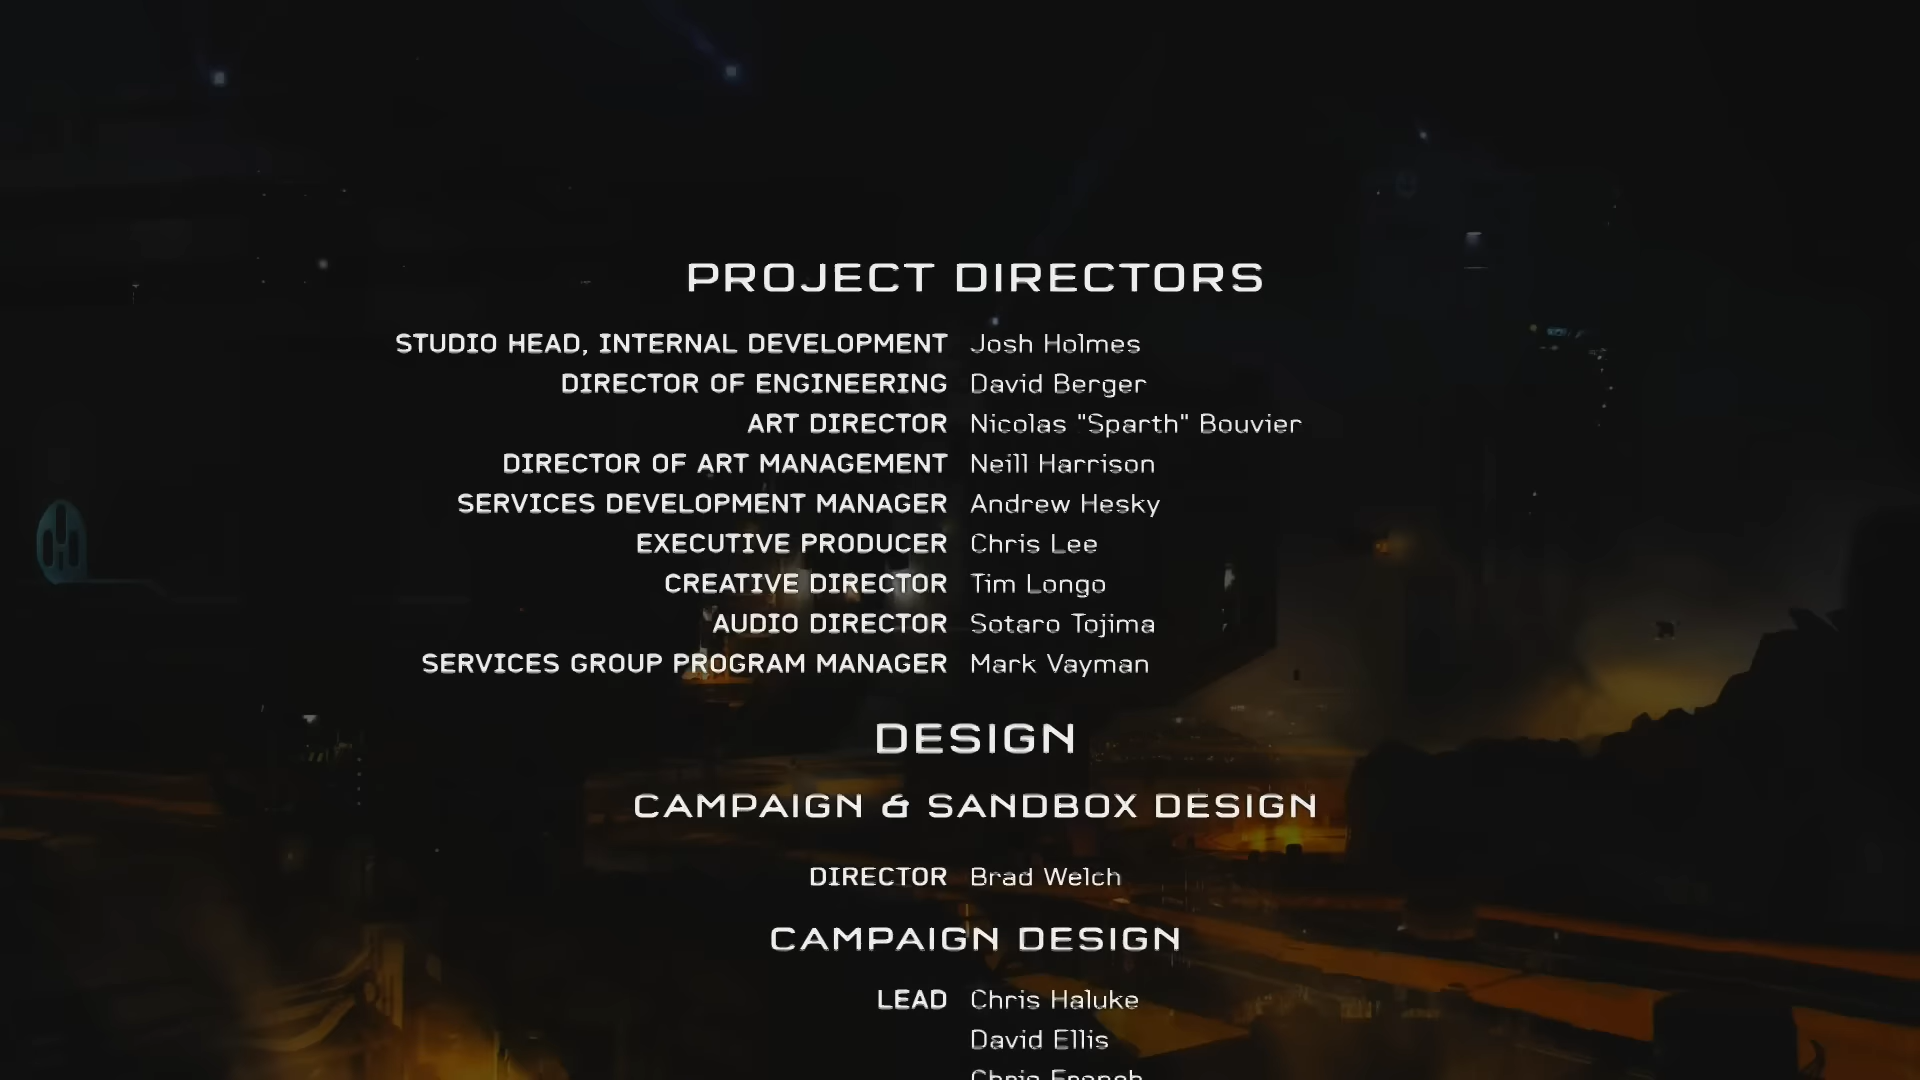 PROJECT DIRECTORS
STUDIO HEAD, INTERNAL DEVELOPMENT Josh Holmes
DIRECTOR OF ENGINEERING David Berger
ART DIRECTOR Nicolas "Sparth" Bouvier
DIRECTOR OF ART MANAGEMENT Neill Harrison
SERVICES DEVELOPMENT MANAGER Andrew Hesky
EXECUTIVE PRODUCER Chris Lee
CREATIVE DIRECTOR Tim Longo
AUDIO DIRECTOR Sotaro Tojima
SERVICES GROUP PROGRAM MANAGER Mark Vayman
DESIGN
CAMPAIGN & SANDBOX DESIGN
DIRECTOR Brad Welch
CAMPAIGN DESIGN
LEAD Chris Haluke
David Ellis
Chris French